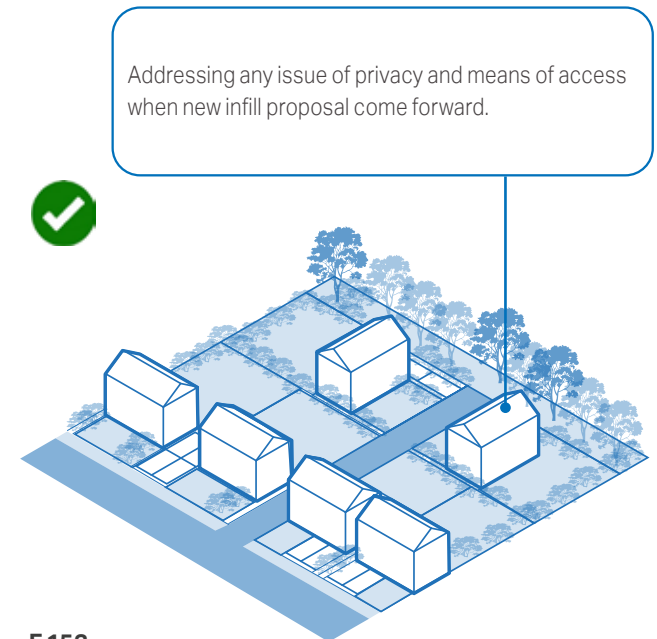 Addressing any issue of privacy and means of access
when new infill proposal come forward.